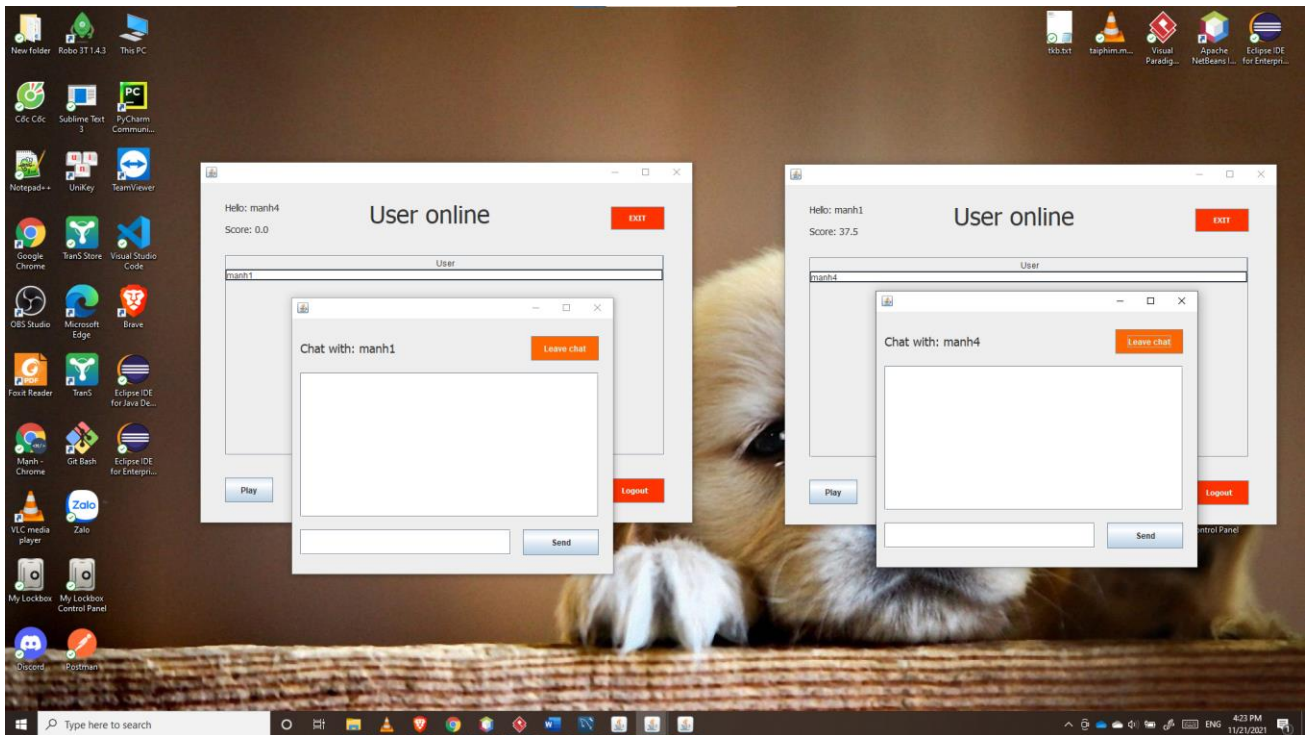 New folder
Robo 3T 1.4.3
This PC
Cốc Cốc
Sublime Text 3
PyCharm Communi...
Notepad++
UniKey
TeamViewer
Google Chrome
TranS Store
Visual Studio Code
OBS Studio
Microsoft Edge
Brave
Foxit Reader
TranS
Eclipse IDE for Java De...
Mạnh - Chrome
Git Bash
Eclipse IDE for Enterpri...
VLC media player
Zalo
Zalo
My Lockbox
My Lockbox Control Panel
Discord
Postman
tkb.txt
taiphim.m...
Visual Paradig...
Apache NetBeans I...
Eclipse IDE for Enterpri...
Hello: manh4
User online
EXIT
Score: 0.0
User
manh1
Chat with: manh1
Leave chat
Play
Logout
Send
Hello: manh1
User online
EXIT
Score: 37.5
User
manh4
Chat with: manh4
Leave chat
Play
Logout
ontrol Panel
Send
Type here to search
ENG
4:23 PM
11/21/2021